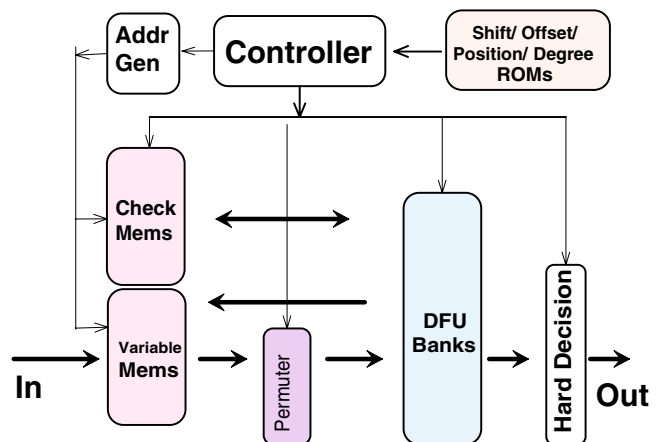 Addr
Gen
Controller
Shift/ Offset/
Position/ Degree
ROMs
Check
Mems
Variable
Mems
Permuter
DFU
Banks
Hard Decision
In
Out